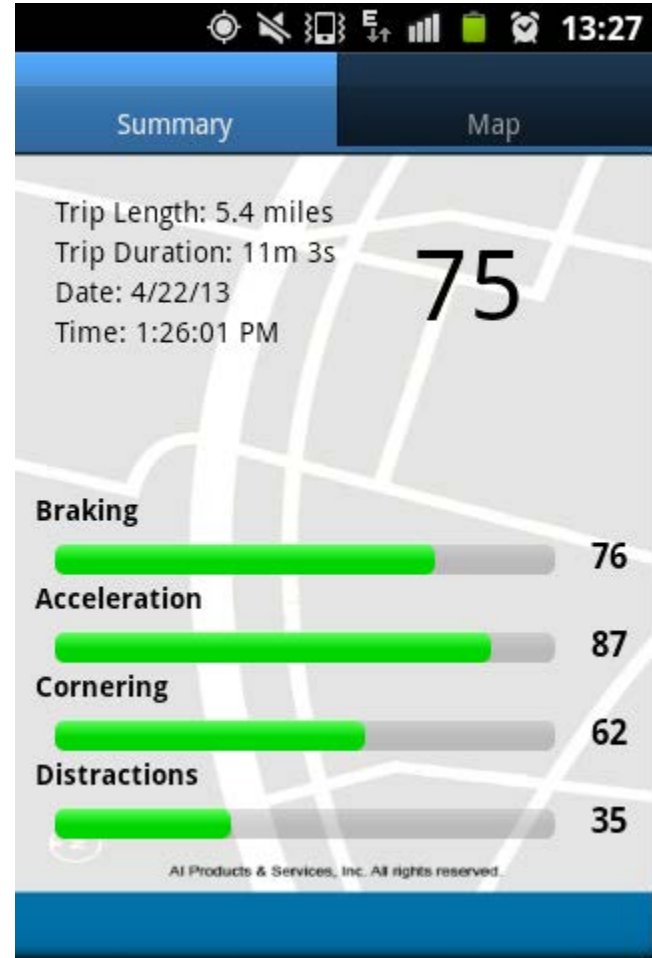 E
13:27
Summary
Map
Trip Length: 5.4 miles
Trip Duration: 11m 3s
Date: 4/22/13
Time: 1:26:01 PM
75
Braking
76
Acceleration
87
Cornering
62
Distractions
35
AI Products & Services, Inc. All rights reserved.